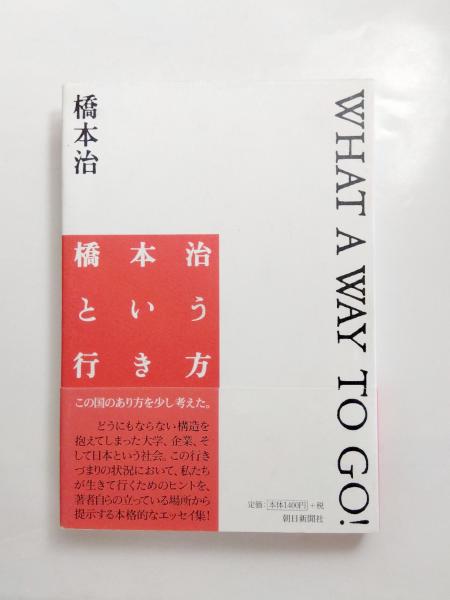 橋本治
橋本治
という
行き方
WHAT A WAY TO GO!
この国のあり方を少し考えた。
どうにもならない構造を
抱えてしまった大学、企業、そ
して日本という社会。この行き
づまりの状況において、私たち
が生きて行くためのヒントを、
著者自らの立っている場所から
提示する本格的なエッセイ集!
定価:本体1400円+税
朝日新聞社